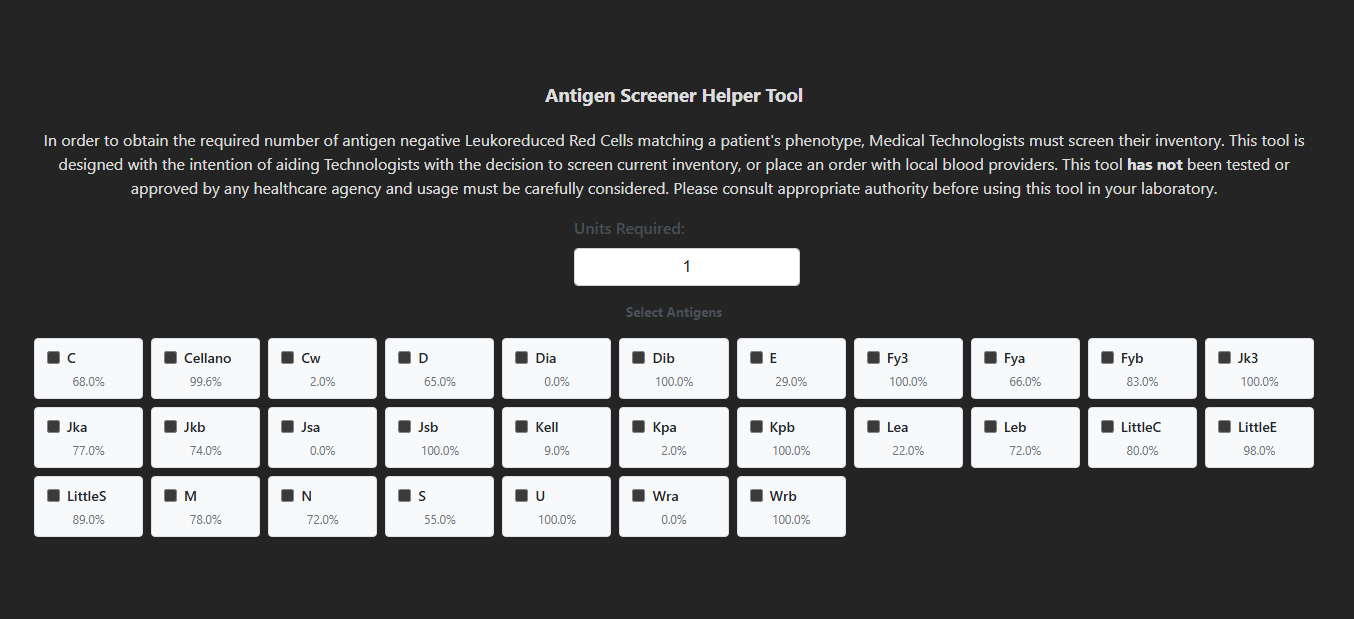 Antigen Screener Helper Tool
In order to obtain the required number of antigen negative Leukoreduced Red Cells matching a patient's phenotype, Medical Technologists must screen their inventory. This tool is
designed with the intention of aiding Technologists with the decision to screen current inventory, or place an order with local blood providers. This tool has not been tested or
approved by any healthcare agency and usage must be carefully considered. Please consult appropriate authority before using this tool in your laboratory.
Units Required:
1
Select Antigens
C Cellano Cw D Dia Dib E Fy3 Fya Fyb Jk3
68.0% 99.6% 2.0% 65.0% 0.0% 100.0% 29.0% 100.0% 66.0% 83.0% 100.0%
Jka Jkb Jsa Jsb Kell Kpa Kpb Lea Leb LittleC LittleE
77.0% 74.0% 0.0% 100.0% 9.0% 2.0% 100.0% 22.0% 72.0% 80.0% 98.0%
LittleS M N S U Wra Wrb
89.0% 78.0% 72.0% 55.0% 100.0% 0.0% 100.0%